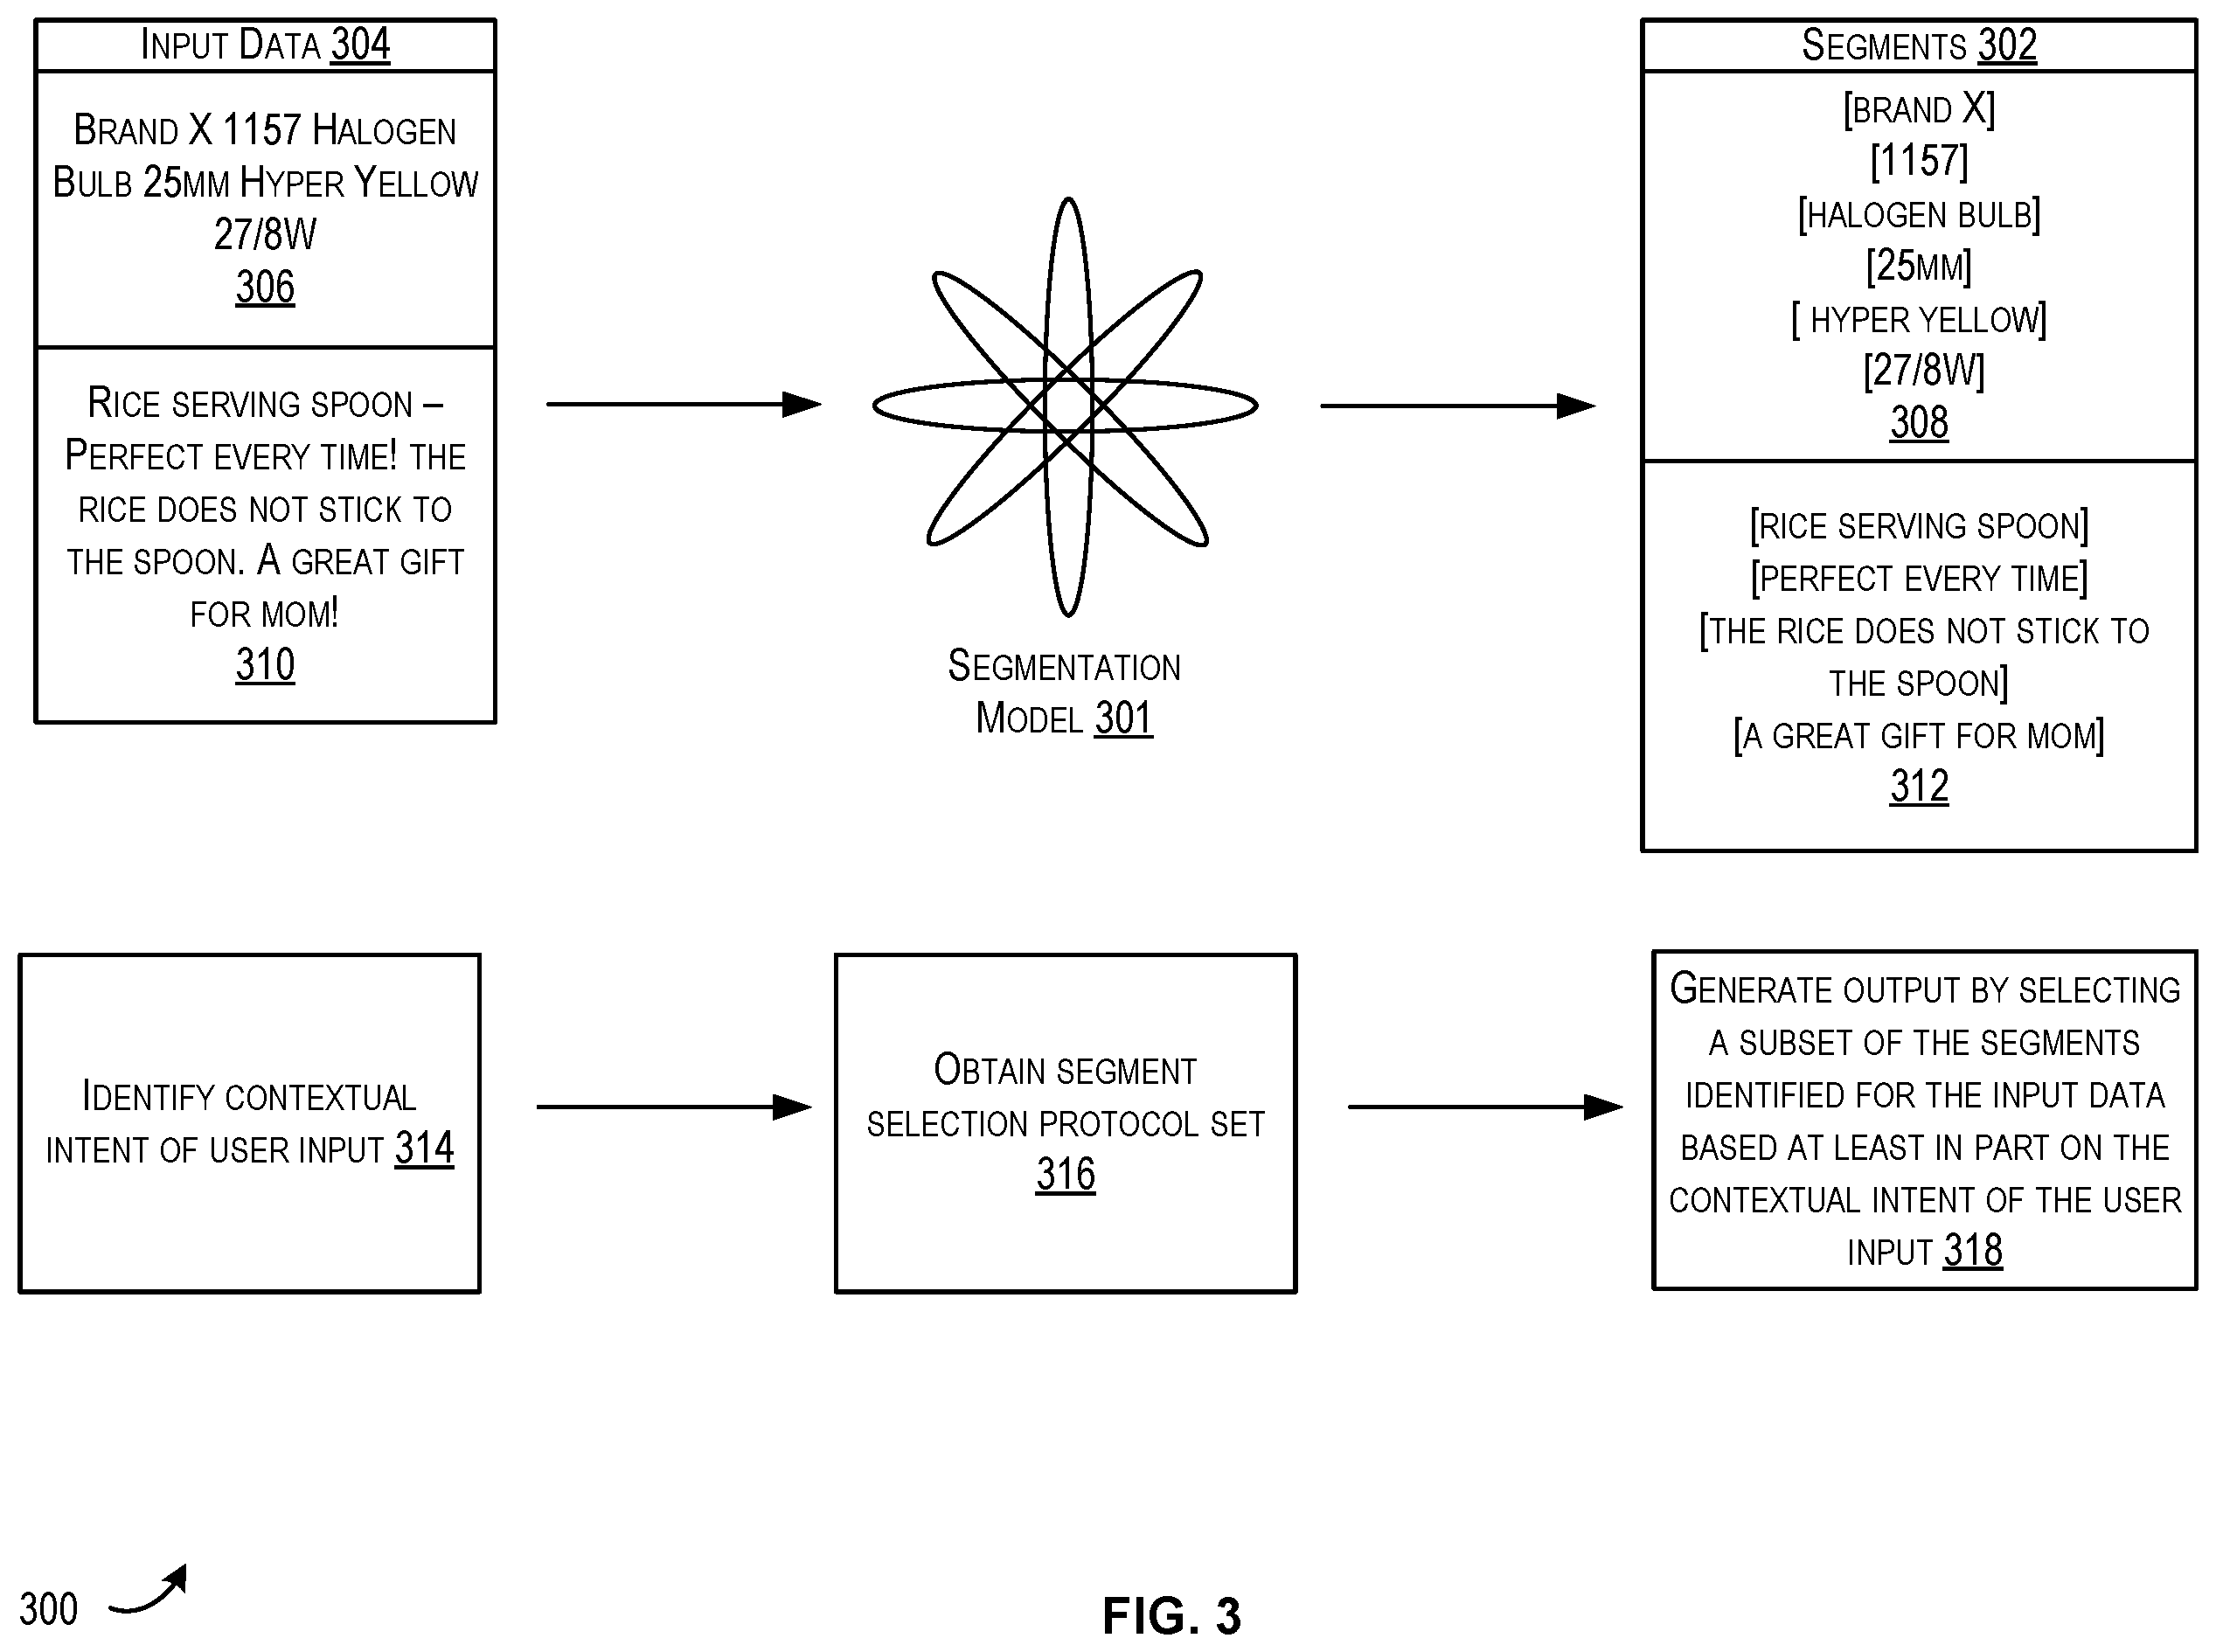 Input Data 304
Brand X 1157 Halogen
Bulb 25mm Hyper Yellow
27/8W
306
Rice serving spoon –
Perfect every time! the
rice does not stick to
the spoon. A great gift
for mom!
310
Segmentation
Model 301
Segments 302
[brand X]
[1157]
[halogen bulb]
[25mm]
[ hyper yellow]
[27/8W]
308
[rice serving spoon]
[perfect every time]
[the rice does not stick to
the spoon]
[a great gift for mom]
312
Identify contextual
intent of user input 314
Obtain segment
selection protocol set
316
Generate output by selecting
a subset of the segments
identified for the input data
based at least in part on the
contextual intent of the user
input 318
300
FIG. 3